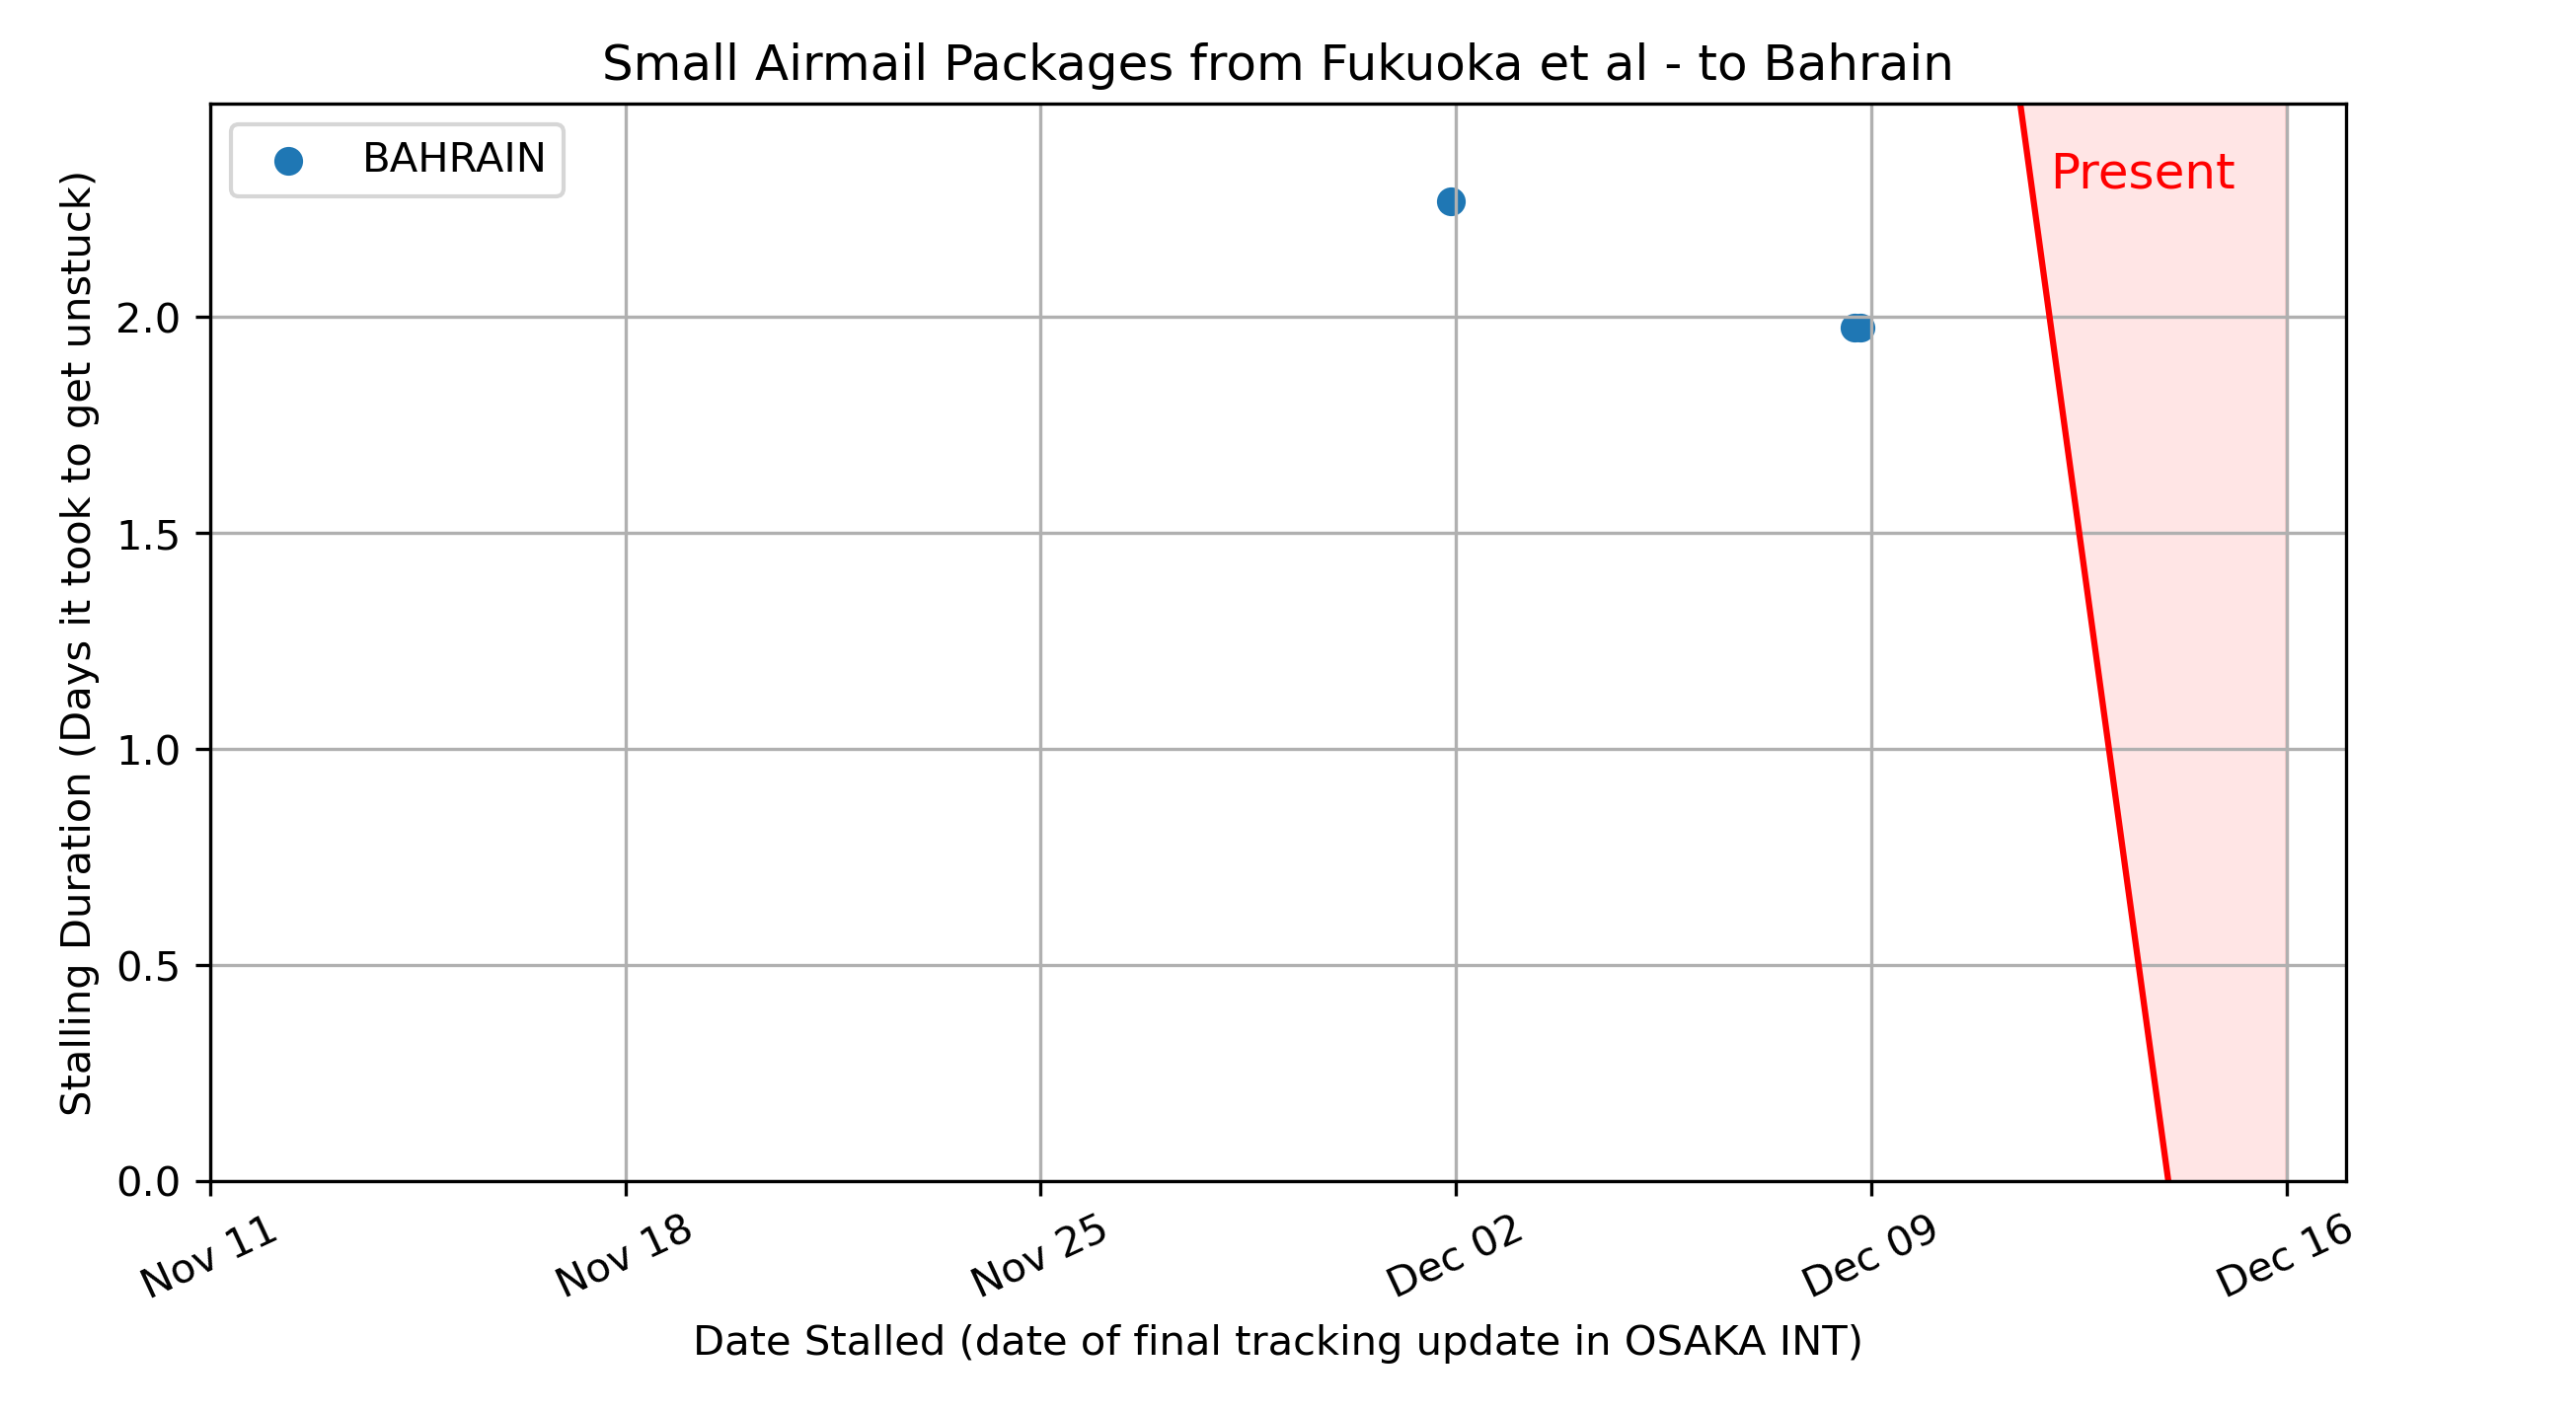 Small Airmail Packages from Fukuoka et al - to Bahrain
BAHRAIN
Present
Stalling Duration (Days it took to get unstuck)
2.0
1.5
1.0
0.5
0.0
Nov 11
Nov 18
Nov 25
Dec 02
Dec 09
Dec 16
Date Stalled (date of final tracking update in OSAKA INT)